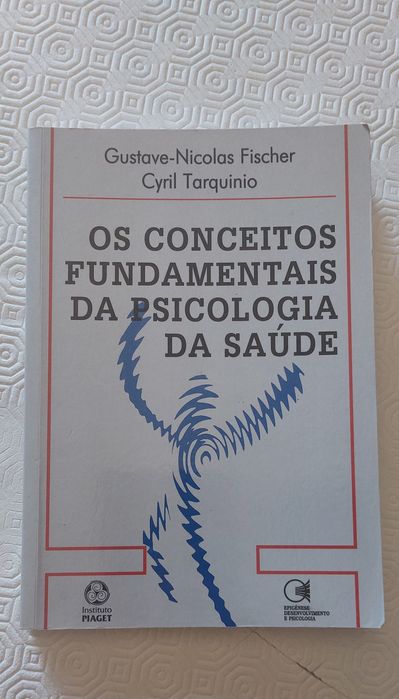 Gustave-Nicolas Fischer
Cyril Tarquinio
OS CONCEITOS
FUNDAMENTAIS
DA PSICOLOGIA
DA SAÚDE
Instituto
PIAGET
EPIGÉNESE
DESENVOLVIMENTO
E PSICOLOGIA